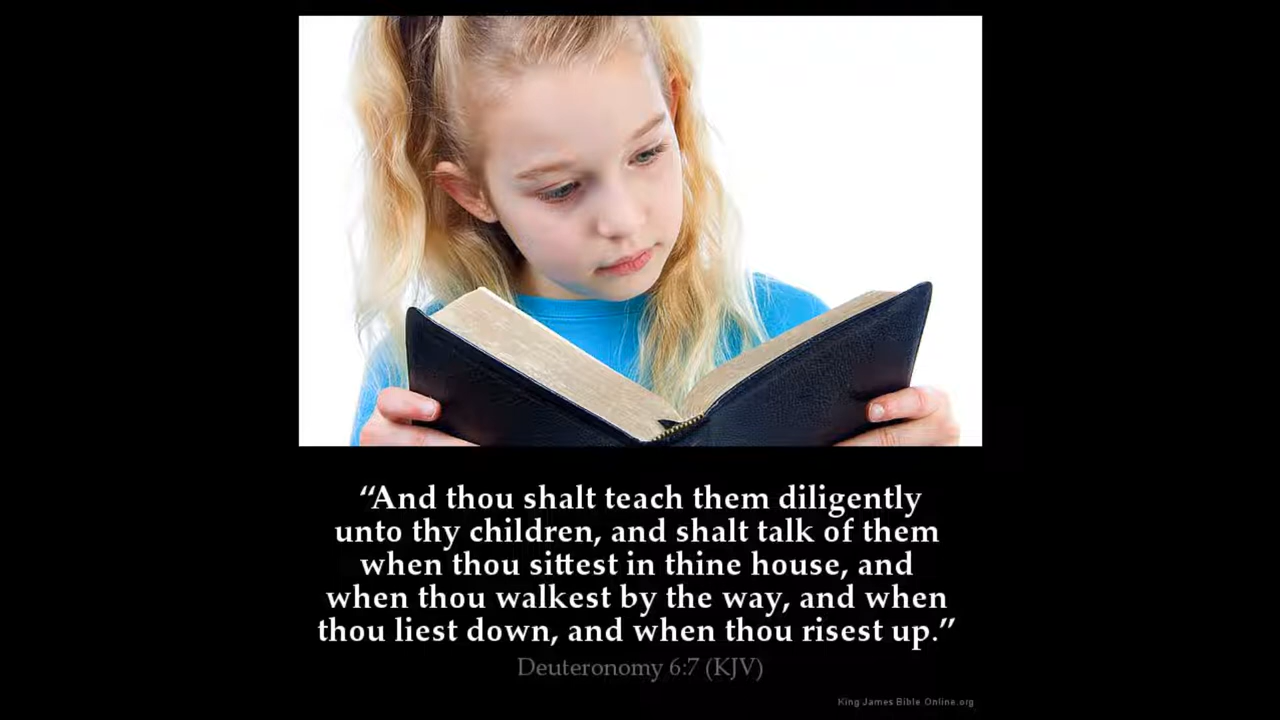 “And thou shalt teach them diligently
unto thy children, and shalt talk of them
when thou sittest in thine house, and
when thou walkest by the way, and when
thou liest down, and when thou risest up.”
Deuteronomy 6:7 (KJV)
King James Bible Online.org